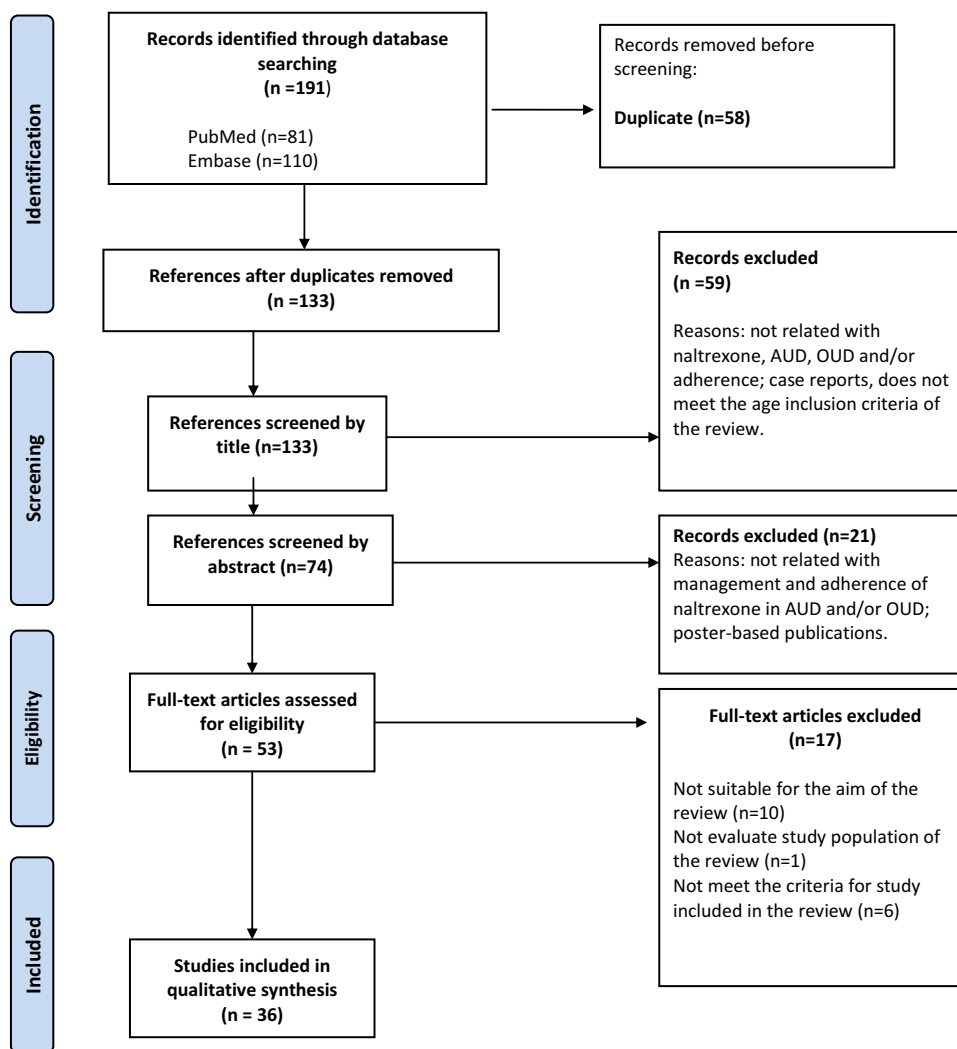 Identification
Records identified through database
searching
(n =191)
PubMed (n=81)
Embase (n=110)
Records removed before
screening:
Duplicate (n=58)
References after duplicates removed
(n =133)
Screening
References screened by
title (n=133)
Records excluded
(n =59)
Reasons: not related with
naltrexone, AUD, OUD and/or
adherence; case reports, does not
meet the age inclusion criteria of
the review.
References screened by
abstract (n=74)
Records excluded (n=21)
Reasons: not related with
management and adherence of
naltrexone in AUD and/or OUD;
poster-based publications.
Eligibility
Full-text articles assessed
for eligibility
(n = 53)
Full-text articles excluded
(n=17)
Not suitable for the aim of the
review (n=10)
Not evaluate study population of
the review (n=1)
Not meet the criteria for study
included in the review (n=6)
Included
Studies included in
qualitative synthesis
(n = 36)